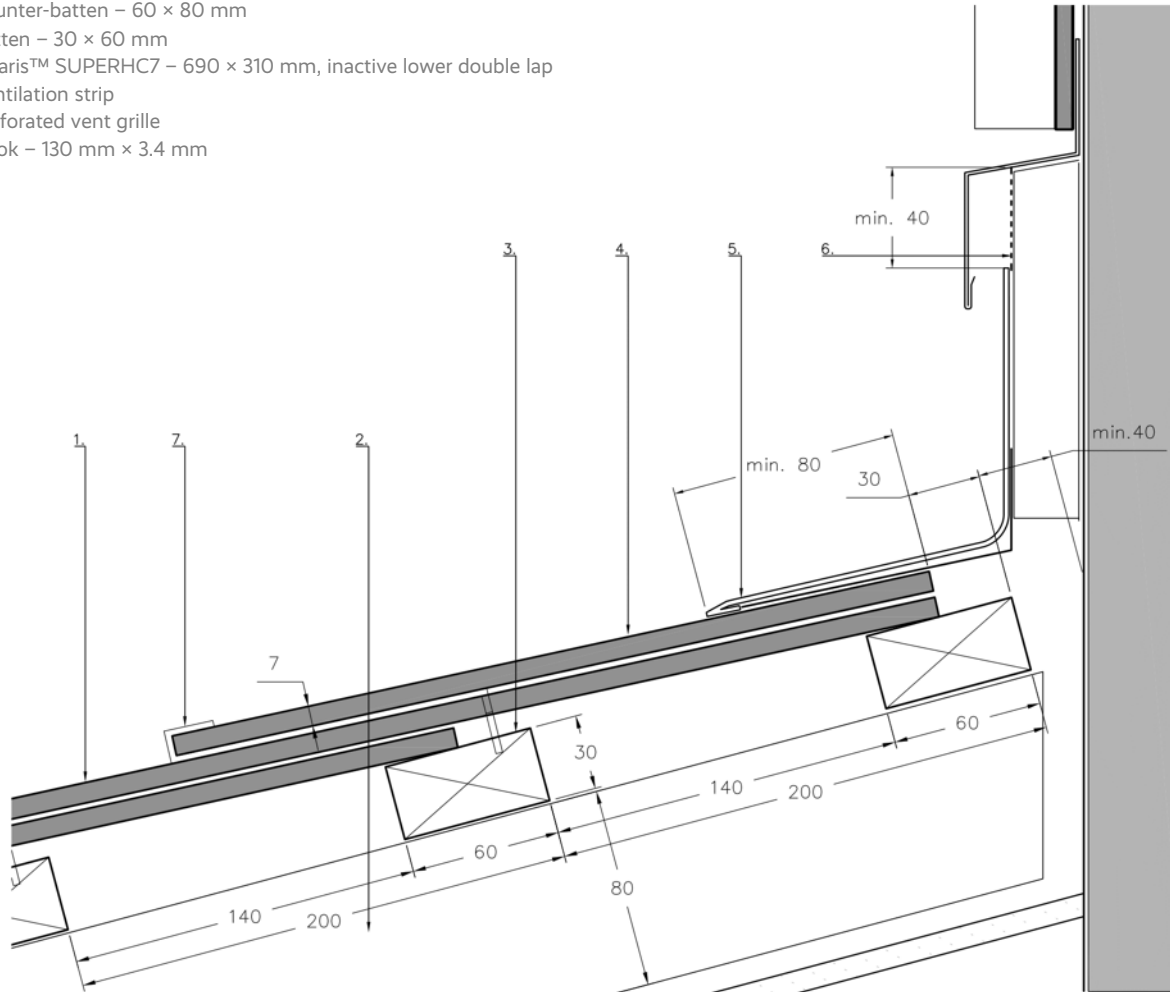 unter-batten – 60 × 80 mm
tten – 30 × 60 mm
aris™ SUPERHC7 – 690 × 310 mm, inactive lower double lap
ntilation strip
forated vent grille
ok – 130 mm × 3.4 mm
min. 40
3.
4.
5.
6.
1.
7.
2.
min. 40
min. 80
30
7
60
30
140
200
60
80
140
200